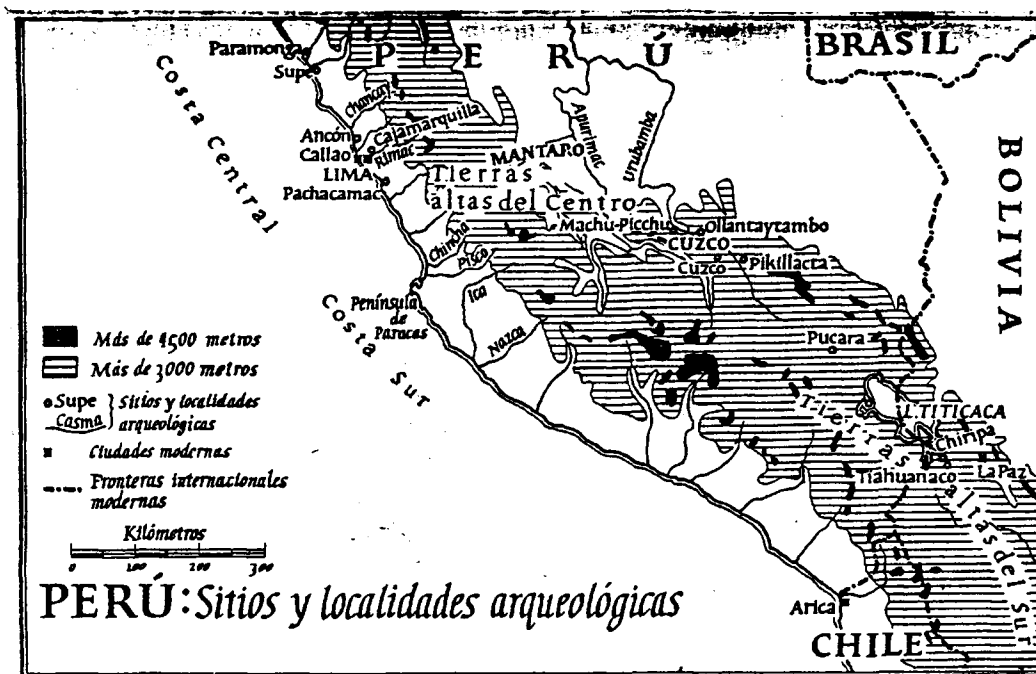 PERÚ
BRASIL
BOLIVIA
Paramonga
Supe
Costa Central
Chancay
Ancón
Cajamarquilla
Callao
Rimac
LIMA
Pachacamac
MANTARO
Apurimac
Urubamba
Tierras
altas del Centro
Machu-Picchu
Ollantaytambo
CUZCO
Cuzco
Pikillacta
Chincha
Pisco
Ica
Nazca
Península
de
Paracas
Costa Sur
Pucara
L. TITICACA
Chiripa
Tiahuanaco
La Paz
Tierras altas del Sur
Más de 4500 metros
Más de 3000 metros
Supe
Casma
Sitios y localidades
arqueológicas
Ciudades modernas
Fronteras internacionales
modernas
Kilómetros
0 100 200 300
PERÚ: Sitios y localidades arqueológicas
Arica
CHILE